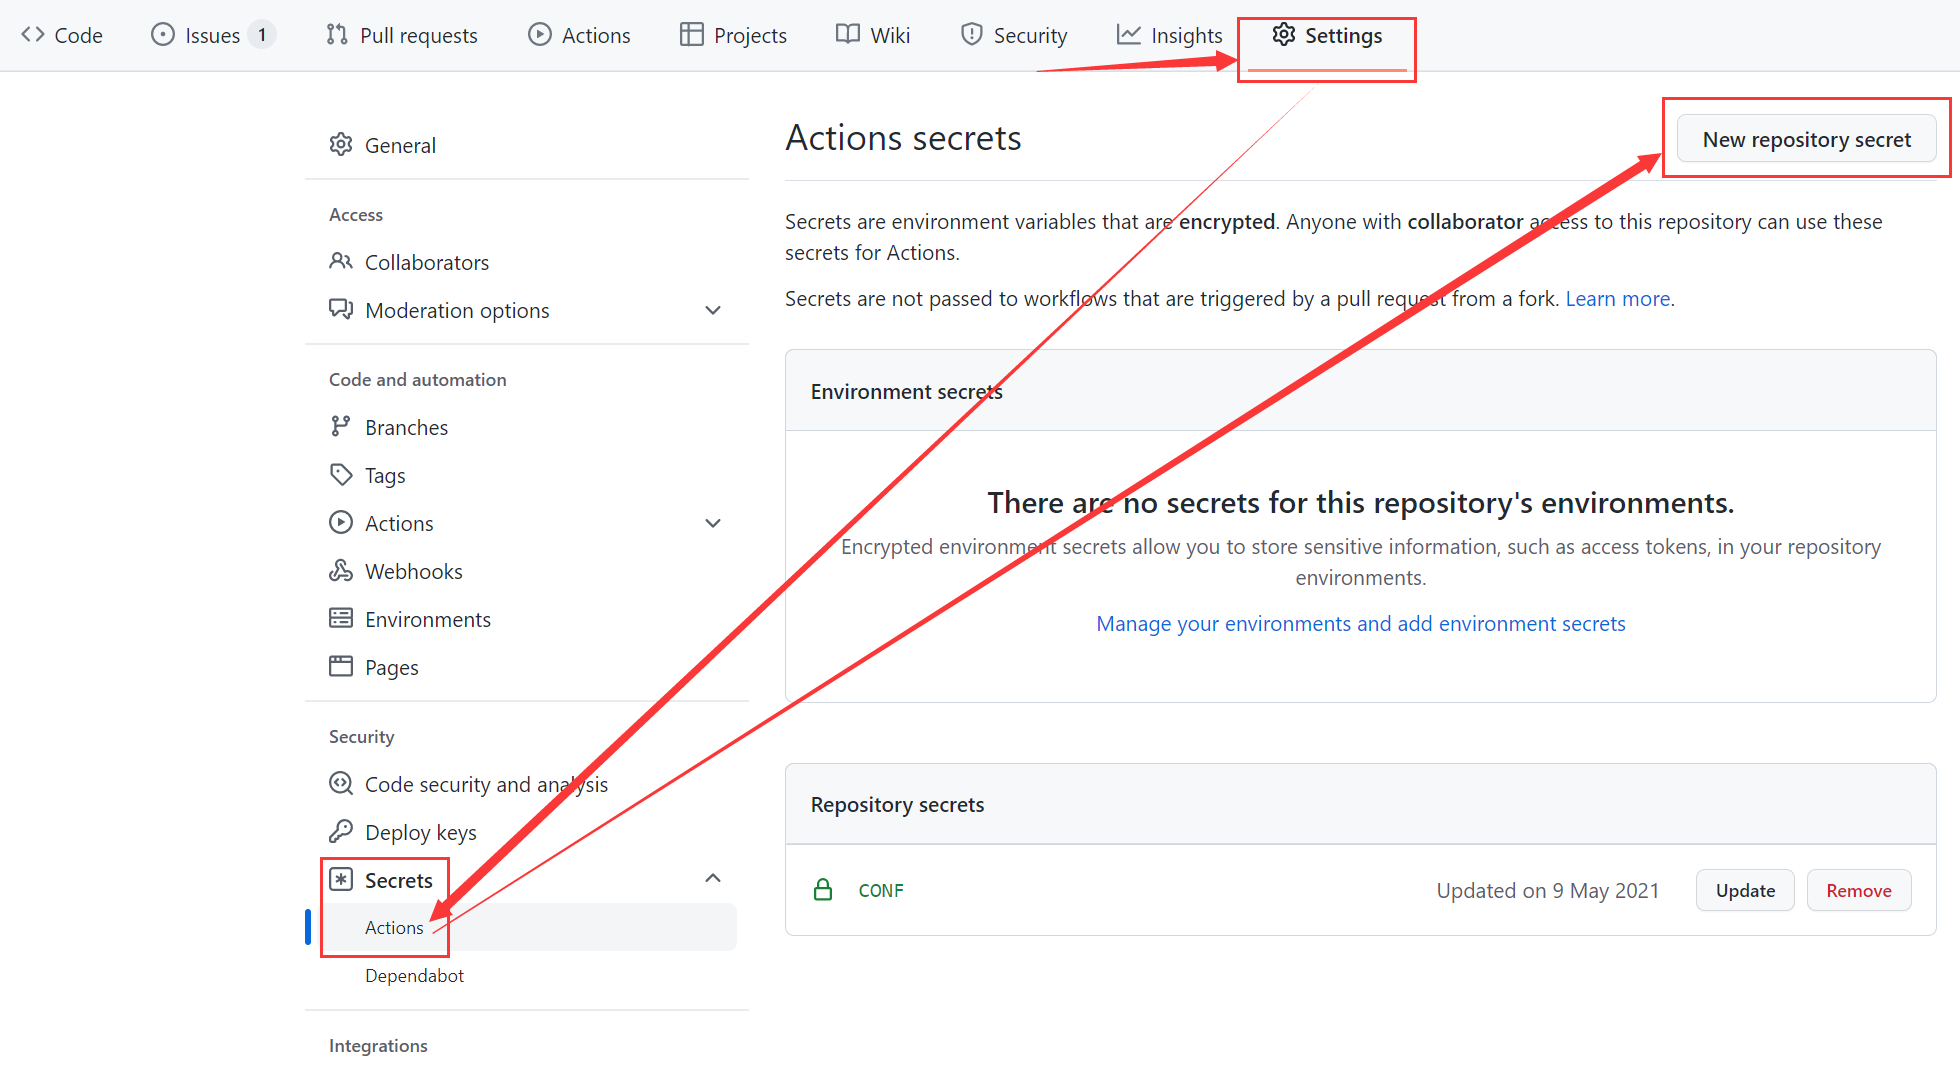 Code Issues 1 Pull requests Actions Projects Wiki Security Insights Settings
General
Access
Collaborators
Moderation options
Code and automation
Branches
Tags
Actions
Webhooks
Environments
Pages
Security
Code security and analysis
Deploy keys
Secrets
Actions
Dependabot
Integrations
Actions secrets
New repository secret
Secrets are environment variables that are encrypted. Anyone with collaborator access to this repository can use these
secrets for Actions.
Secrets are not passed to workflows that are triggered by a pull request from a fork. Learn more.
Environment secrets
There are no secrets for this repository's environments.
Encrypted environment secrets allow you to store sensitive information, such as access tokens, in your repository
environments.
Manage your environments and add environment secrets
Repository secrets
CONF Updated on 9 May 2021 Update Remove